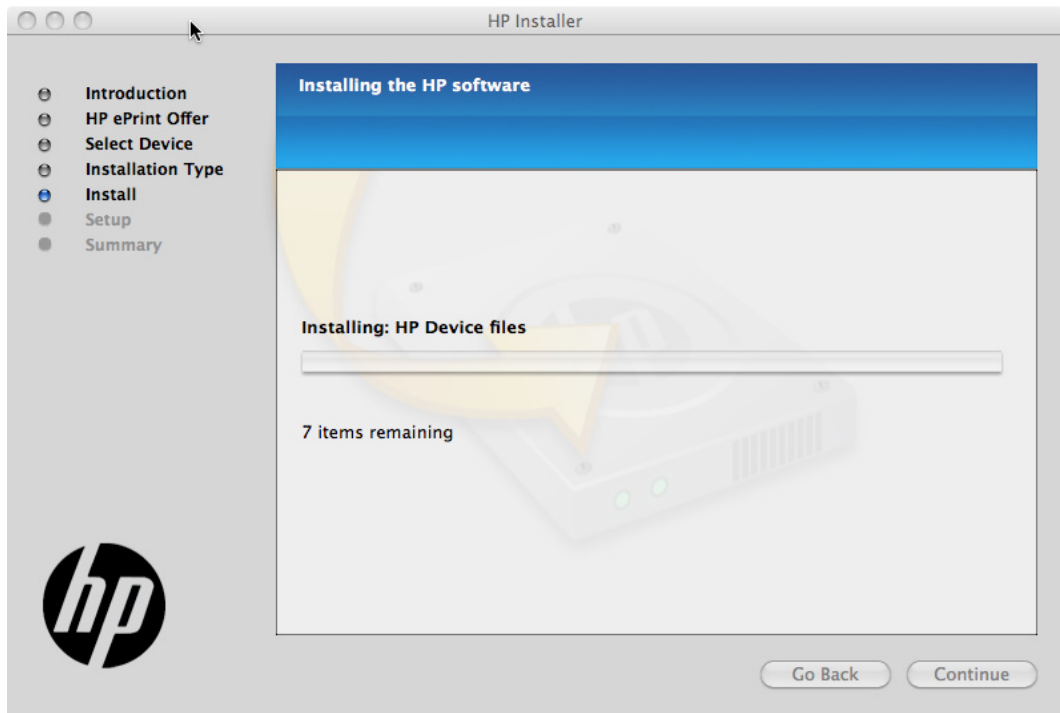 HP Installer
Introduction
HP ePrint Offer
Select Device
Installation Type
Install
Setup
Summary
Installing the HP software
Installing: HP Device files
7 items remaining
hp
Go Back
Continue